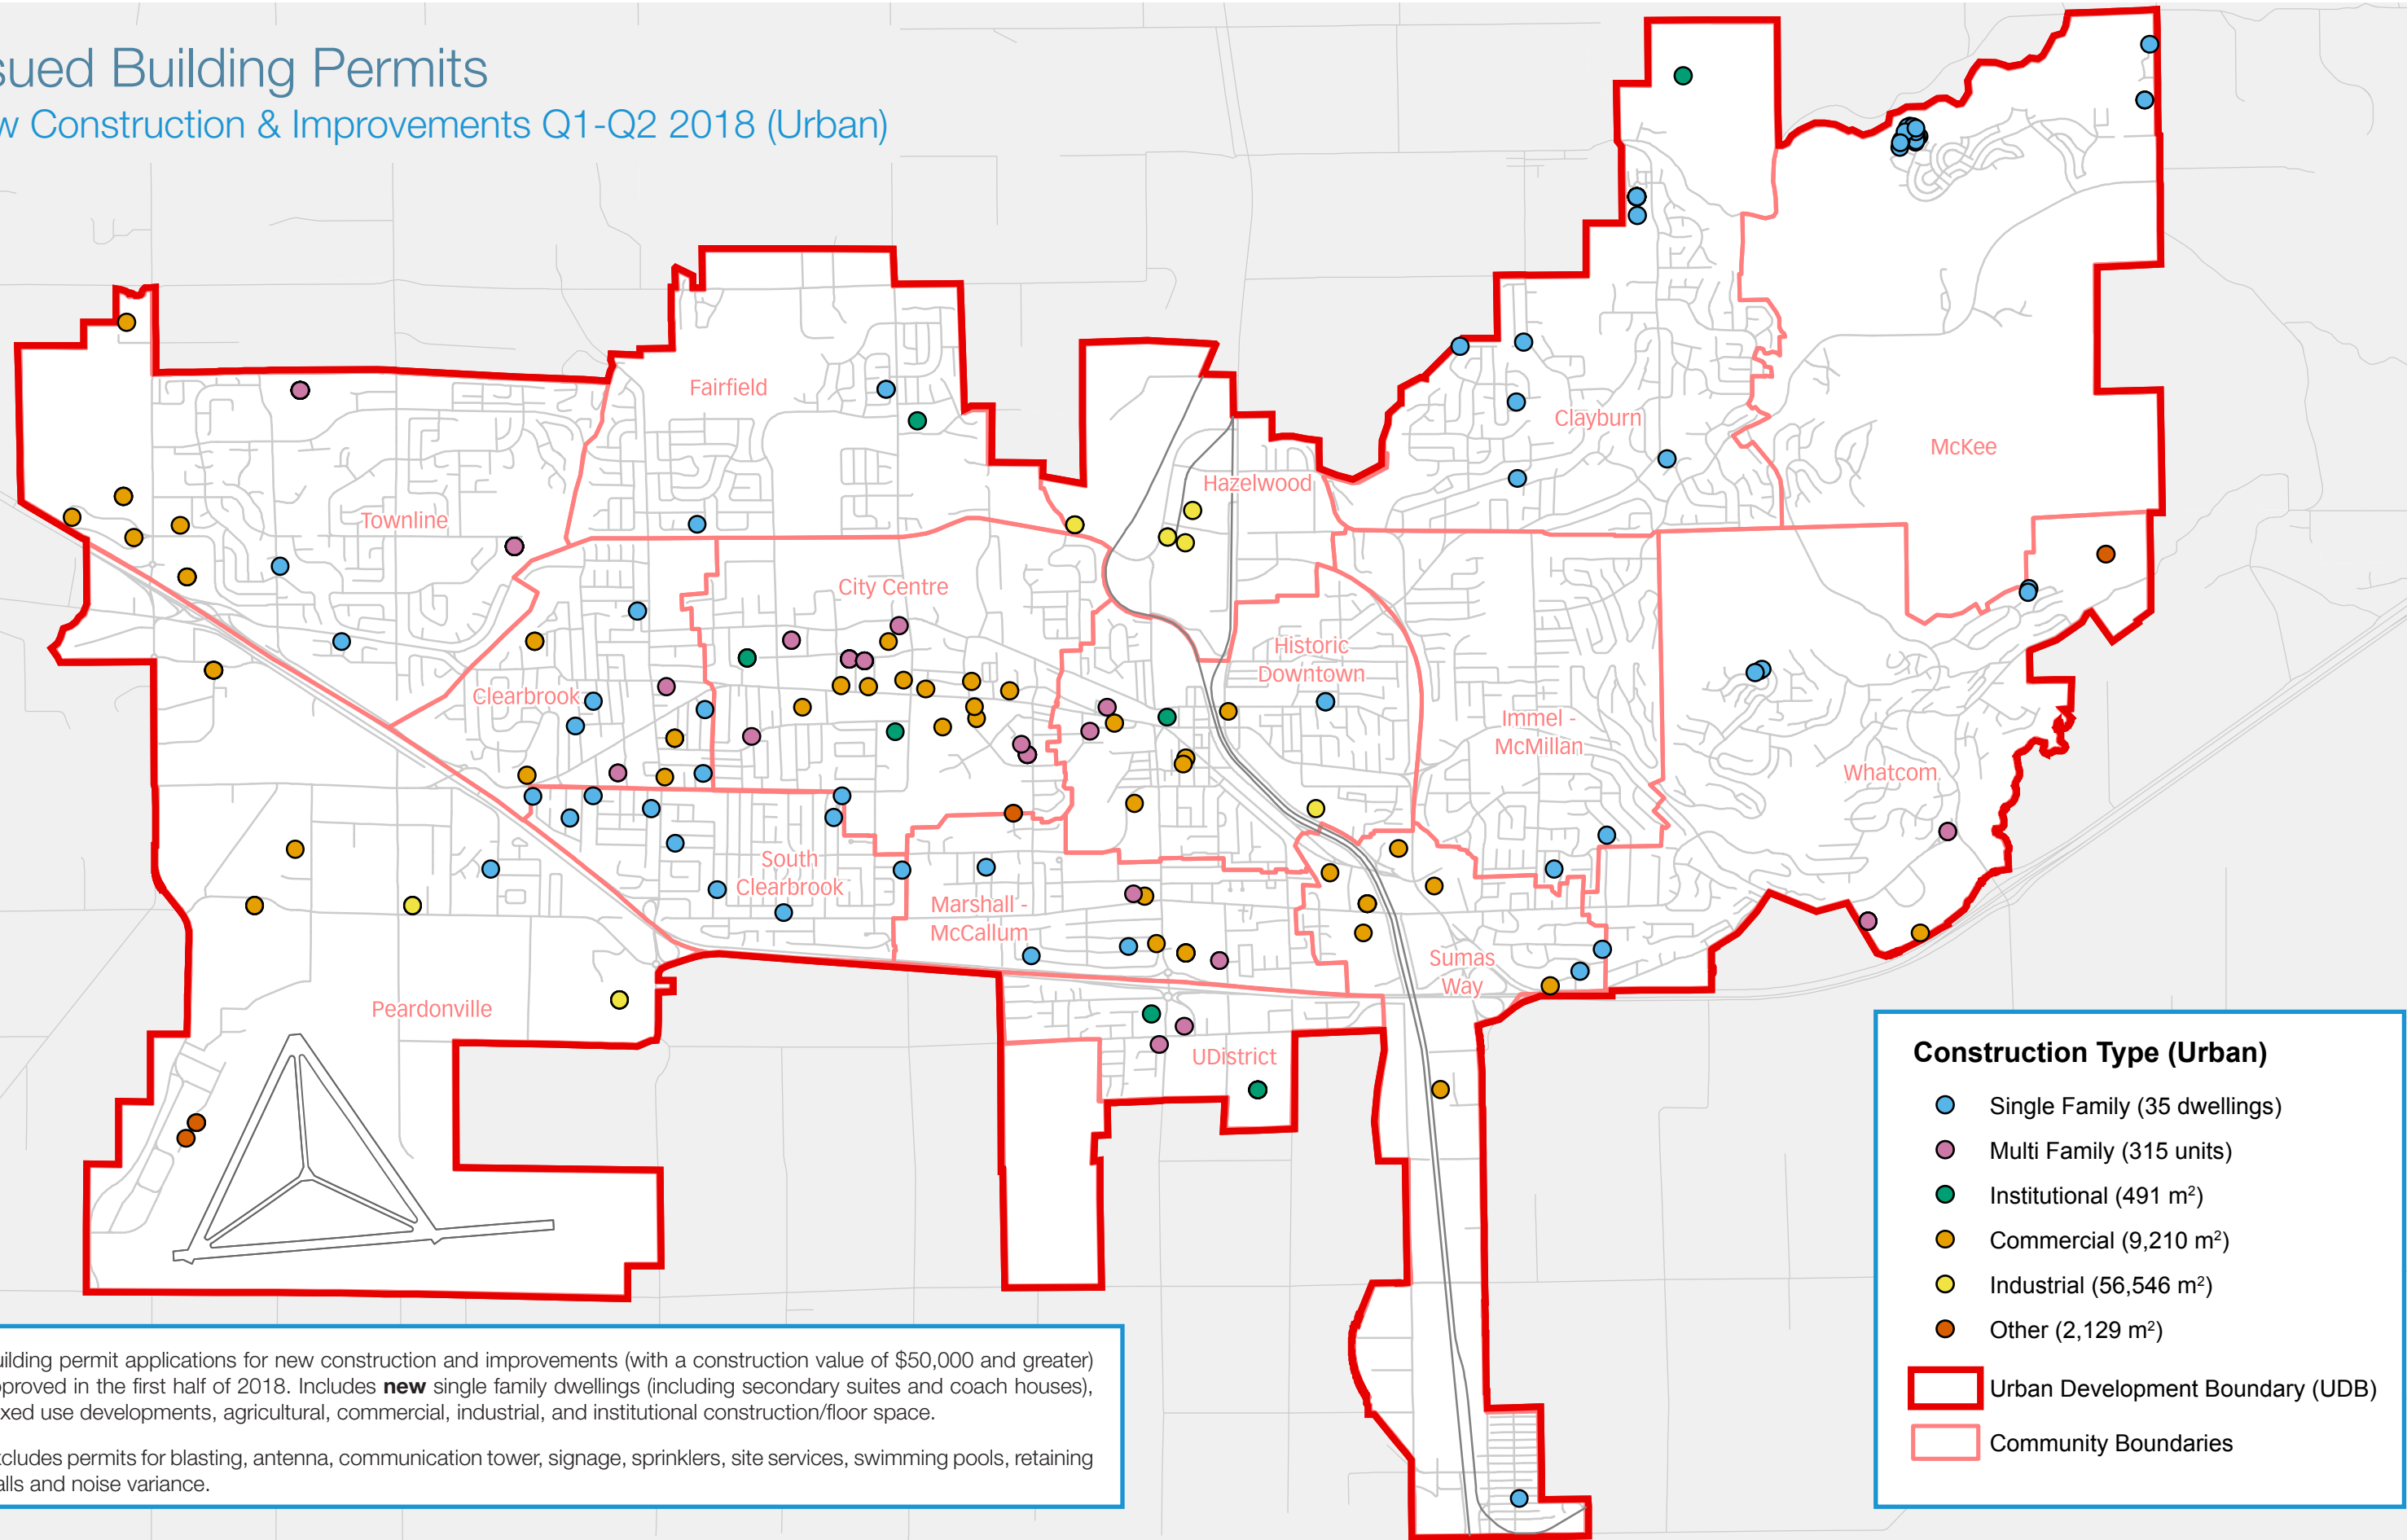 sued Building Permits
w Construction & Improvements Q1-Q2 2018 (Urban)
Fairfield
Clayburn
McKee
Hazelwood
Townline
City Centre
Historic
Downtown
Clearbrook
Immel -
McMillan
Whatcom
South
Clearbrook
Marshall -
McCallum
Sumas
Way
Peardonville
UDistrict
Construction Type (Urban)
Single Family (35 dwellings)
Multi Family (315 units)
Institutional (491 m²)
Commercial (9,210 m²)
Industrial (56,546 m²)
Other (2,129 m²)
Urban Development Boundary (UDB)
Community Boundaries
uilding permit applications for new construction and improvements (with a construction value of $50,000 and greater)
proved in the first half of 2018. Includes new single family dwellings (including secondary suites and coach houses),
xed use developments, agricultural, commercial, industrial, and institutional construction/floor space.
cludes permits for blasting, antenna, communication tower, signage, sprinklers, site services, swimming pools, retaining
alls and noise variance.